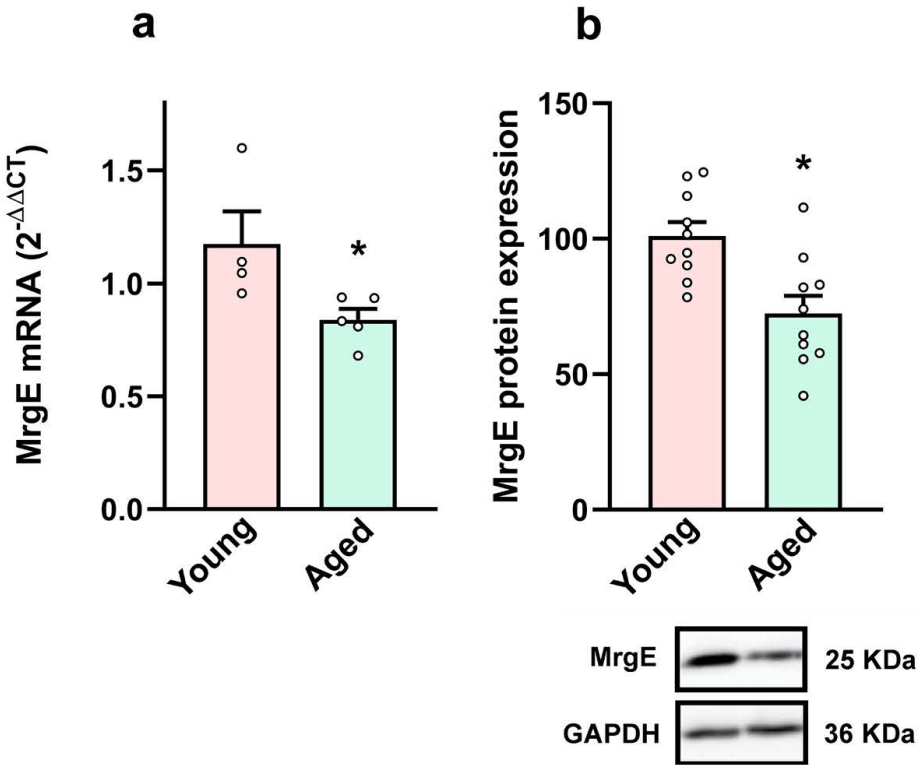 a
MrgE mRNA (2^-ΔΔCT)
1.5
1.0
0.5
0.0
*
Young
Aged
b
MrgE protein expression
150
100
50
0
*
Young
Aged
MrgE 25 KDa
GAPDH 36 KDa